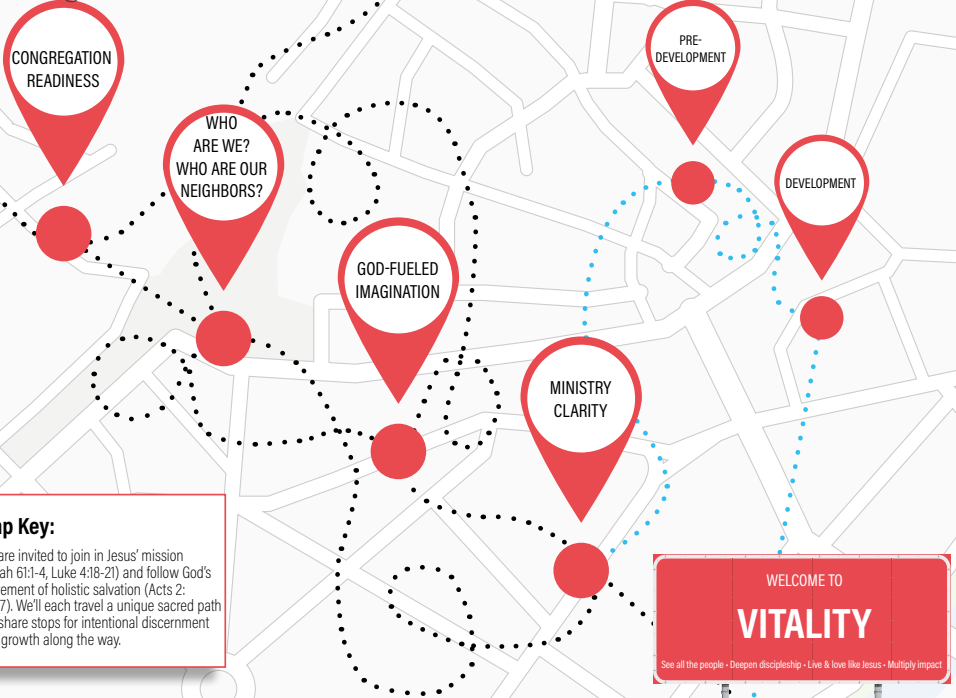 CONGREGATION
READINESS
WHO
ARE WE?
WHO ARE OUR
NEIGHBORS?
GOD-FUELED
IMAGINATION
MINISTRY
CLARITY
PRE-
DEVELOPMENT
DEVELOPMENT
Key:
are invited to join in Jesus' mission
61:1-4, Luke 4:18-21) and follow God's
of holistic salvation (Acts 2:
We'll each travel a unique sacred path
share stops for intentional discernment
growth along the way.
WELCOME TO
VITALITY
See all the people • Deepen discipleship • Live & love like Jesus • Multiply impact